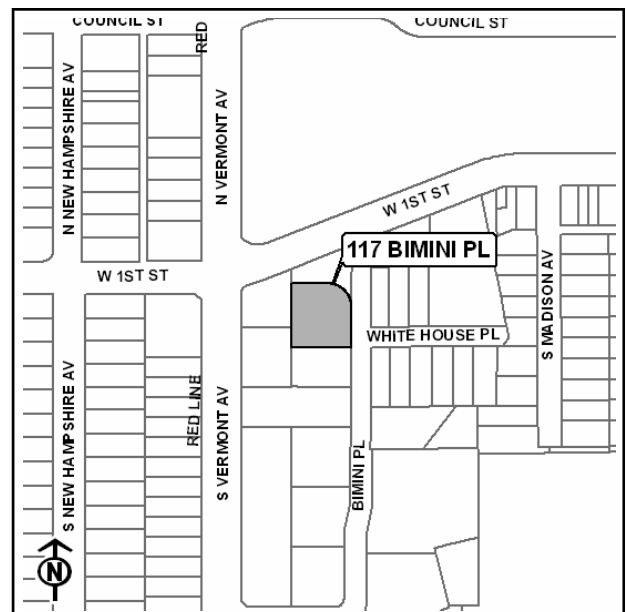 COUNCIL ST
COUNCIL ST
RED
N NEW HAMPSHIRE AV
N VERMONT AV
W 1ST ST
117 BIMINI PL
W 1ST ST
WHITE HOUSE PL
S MADISON AV
S NEW HAMPSHIRE AV
RED LINE
S VERMONT AV
BIMINI PL
N